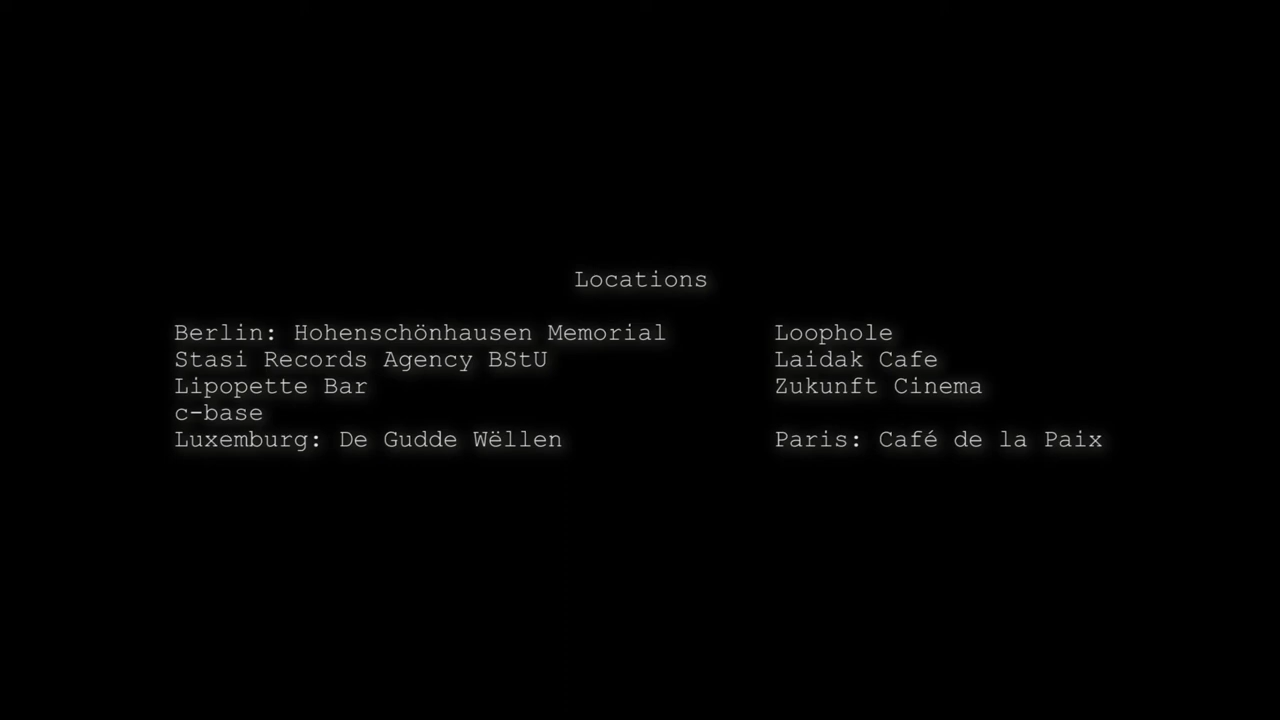 Locations
Berlin: Hohenschönhausen Memorial
Stasi Records Agency BStU
Lipopette Bar
c-base
Luxemburg: De Gudde Wëllen
Loophole
Laidak Cafe
Zukunft Cinema
Paris: Café de la Paix